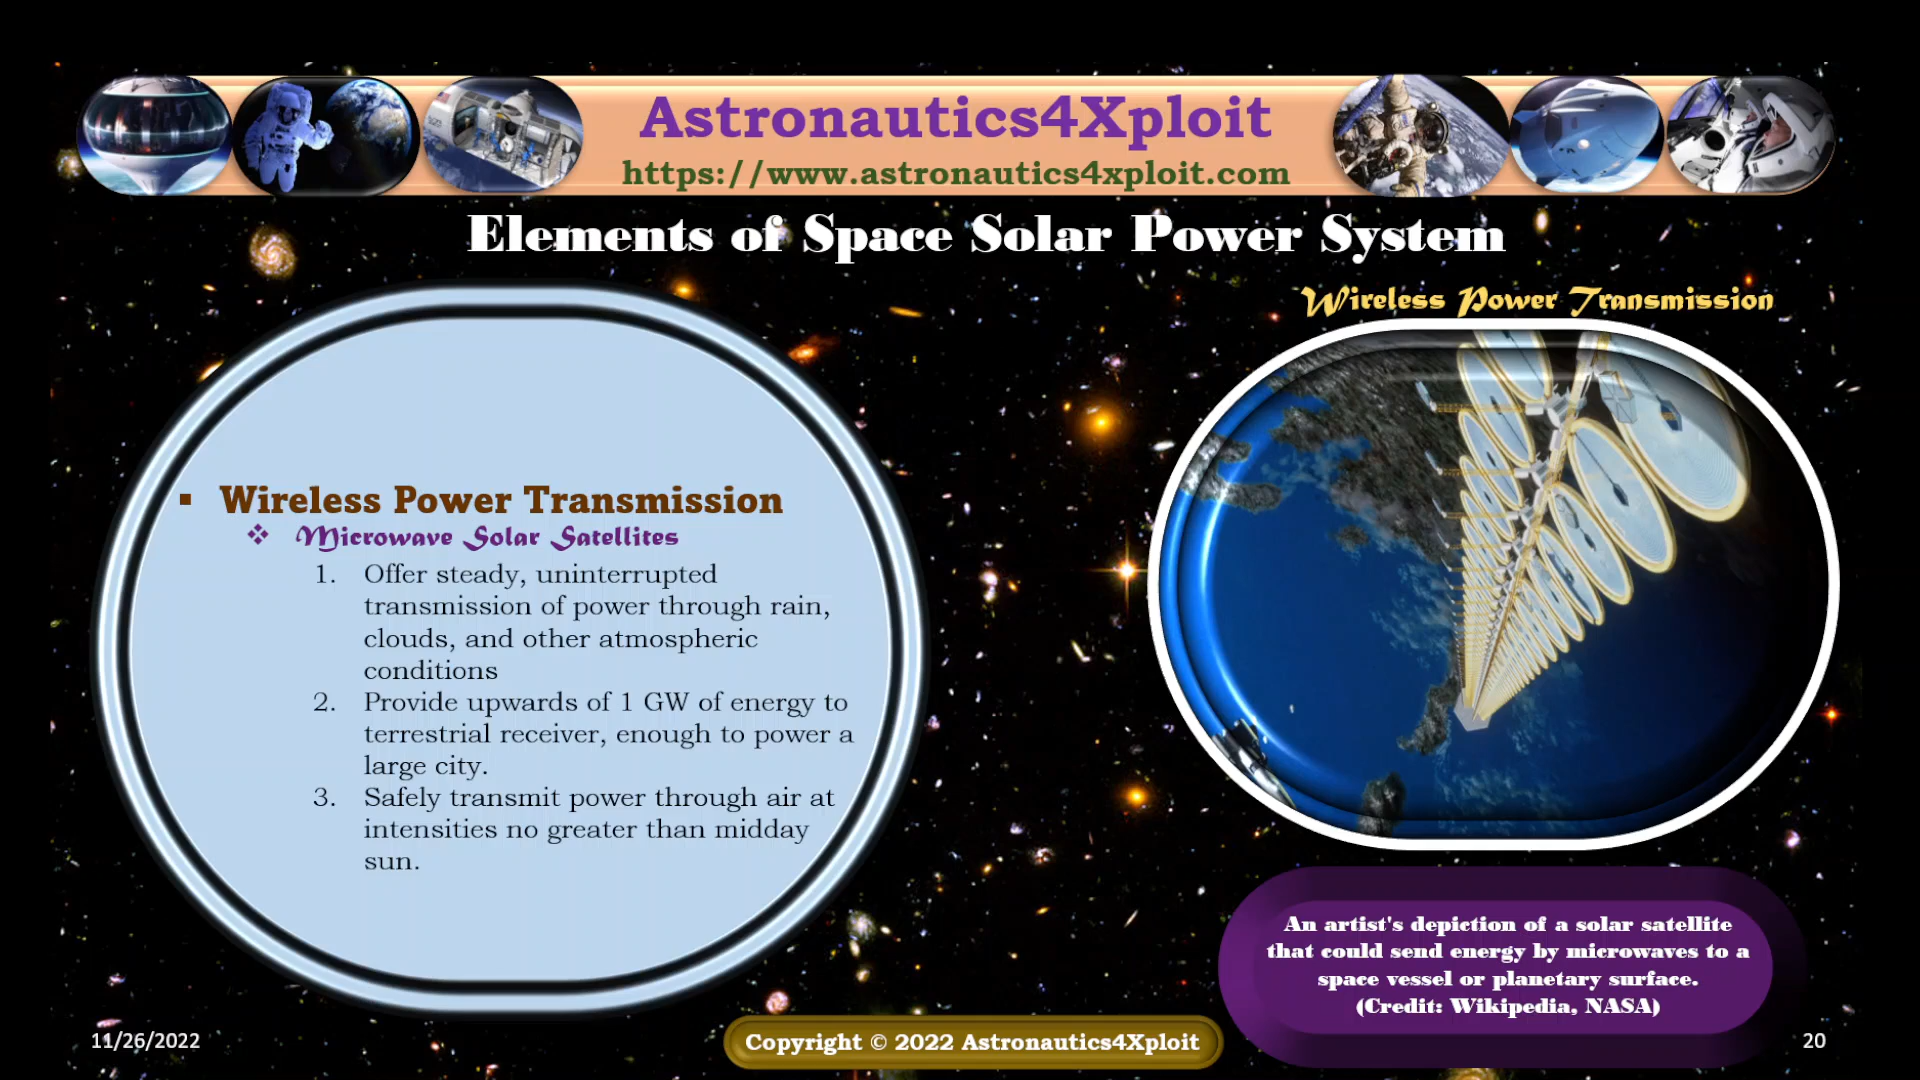 Astronautics4Xploit
https://www.astronautics4xploit.com
Elements of Space Solar Power System
Wireless Power Transmission
▪ Wireless Power Transmission
❖ Microwave Solar Satellites
1. Offer steady, uninterrupted
transmission of power through rain,
clouds, and other atmospheric
conditions
2. Provide upwards of 1 GW of energy to
terrestrial receiver, enough to power a
large city.
3. Safely transmit power through air at
intensities no greater than midday
sun.
An artist's depiction of a solar satellite
that could send energy by microwaves to a
space vessel or planetary surface.
(Credit: Wikipedia, NASA)
11/26/2022
Copyright © 2022 Astronautics4Xploit
20